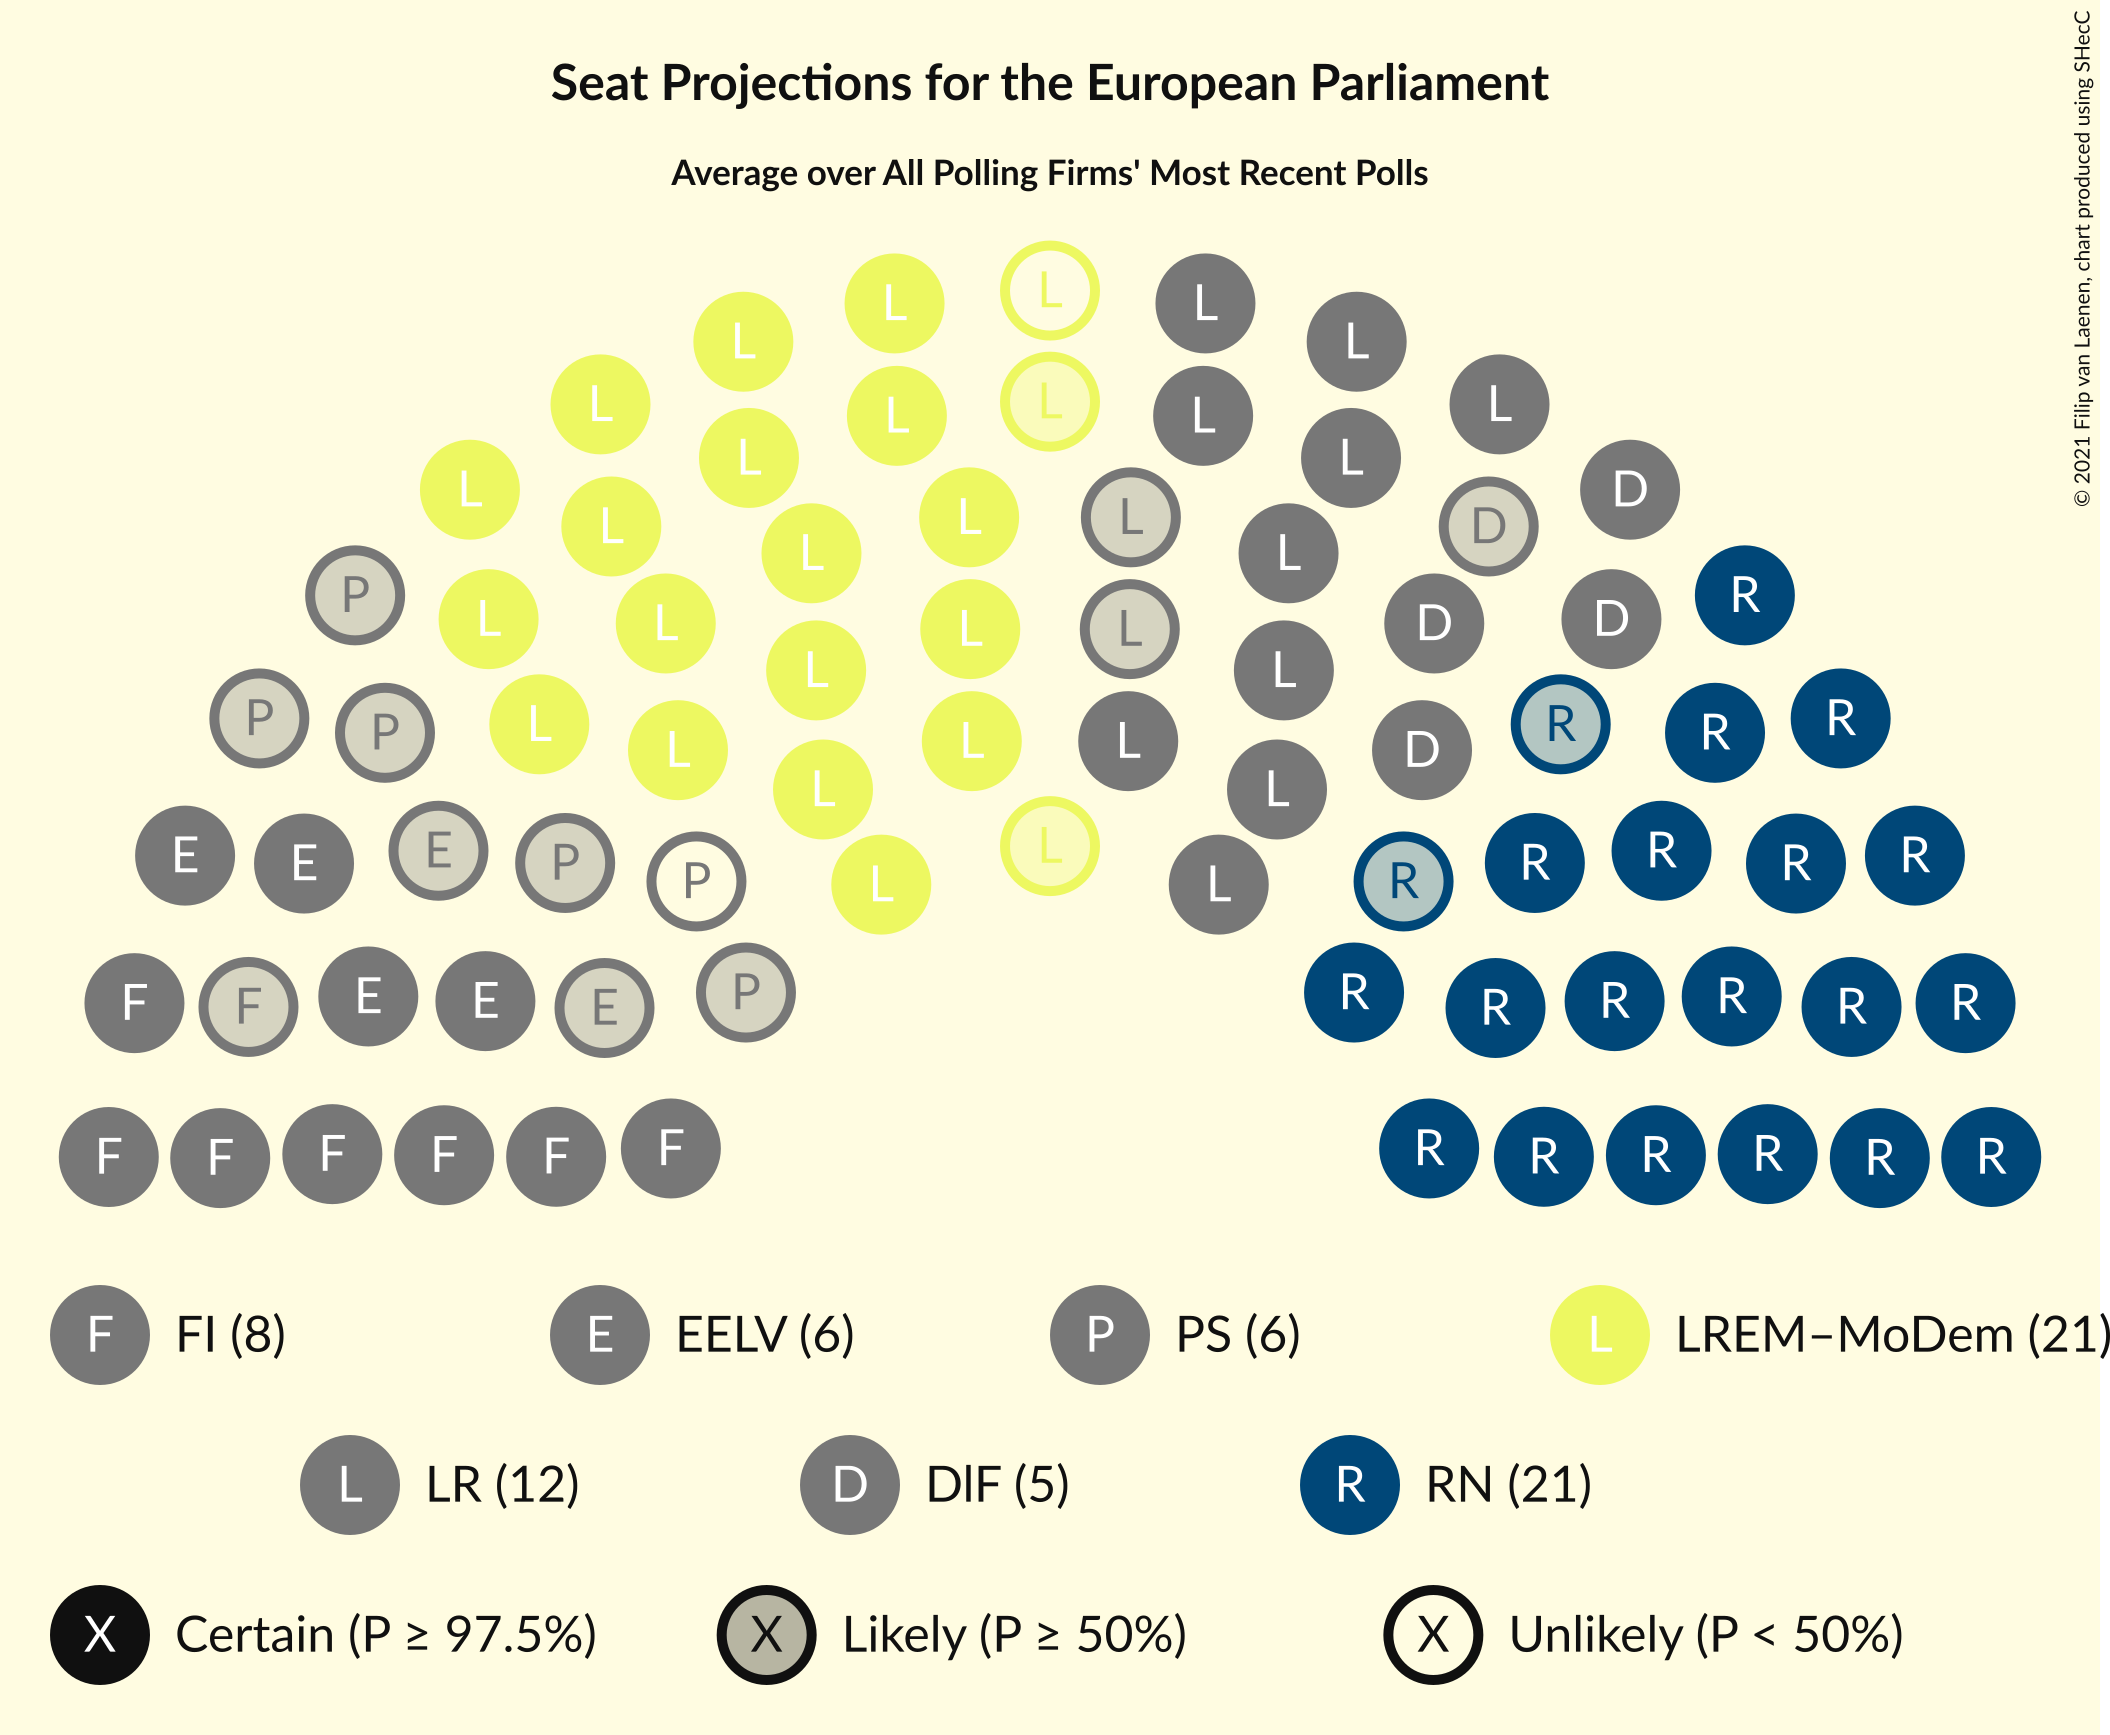 Seat Projections for the European Parliament
Average over All Polling Firms' Most Recent Polls
© 2021 Filip van Laenen, chart produced using SHecC
L
L L
L L
L
L L
L L
L L
L L
L D
L L
L D
L L
P R
L D
L D
L L
L L
P R
L R
P R
L L
L D
L L
L
E E E P P L L R R R R R
F F E E E P R R R R R R
F F F F F F R R R R R R
F FI (8) E EELV (6) P PS (6) L LREM–MoDem (21)
L LR (12) D DIF (5) R RN (21)
X Certain (P ≥ 97.5%) X Likely (P ≥ 50%) X Unlikely (P < 50%)